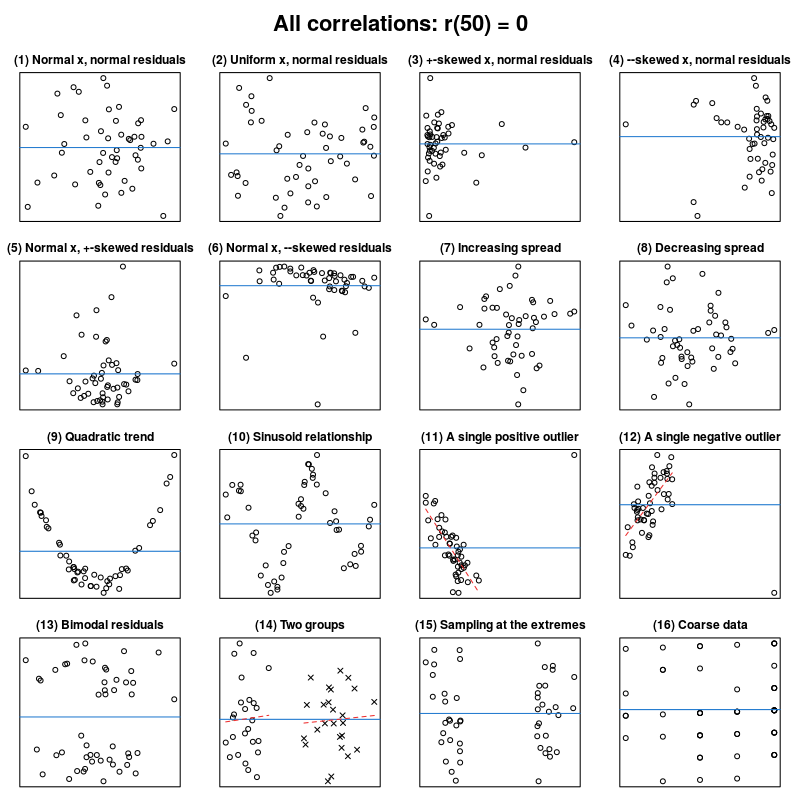 All correlations: r(50) = 0
(1) Normal x, normal residuals
(2) Uniform x, normal residuals
(3) +-skewed x, normal residuals
(4) --skewed x, normal residuals
(5) Normal x, +-skewed residuals
(6) Normal x, --skewed residuals
(7) Increasing spread
(8) Decreasing spread
(9) Quadratic trend
(10) Sinusoid relationship
(11) A single positive outlier
(12) A single negative outlier
(13) Bimodal residuals
(14) Two groups
(15) Sampling at the extremes
(16) Coarse data